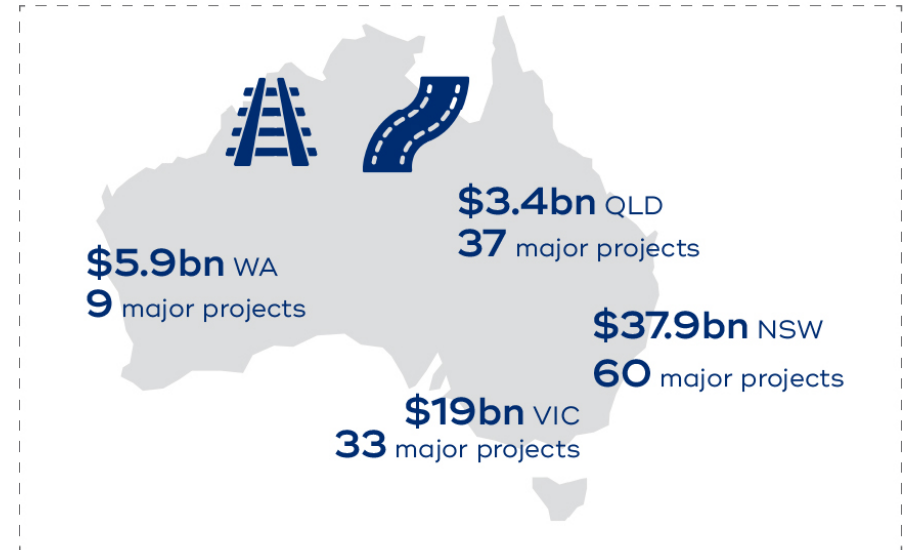 $3.4bn QLD
37 major projects
$5.9bn WA
9 major projects
$37.9bn NSW
60 major projects
$19bn VIC
33 major projects